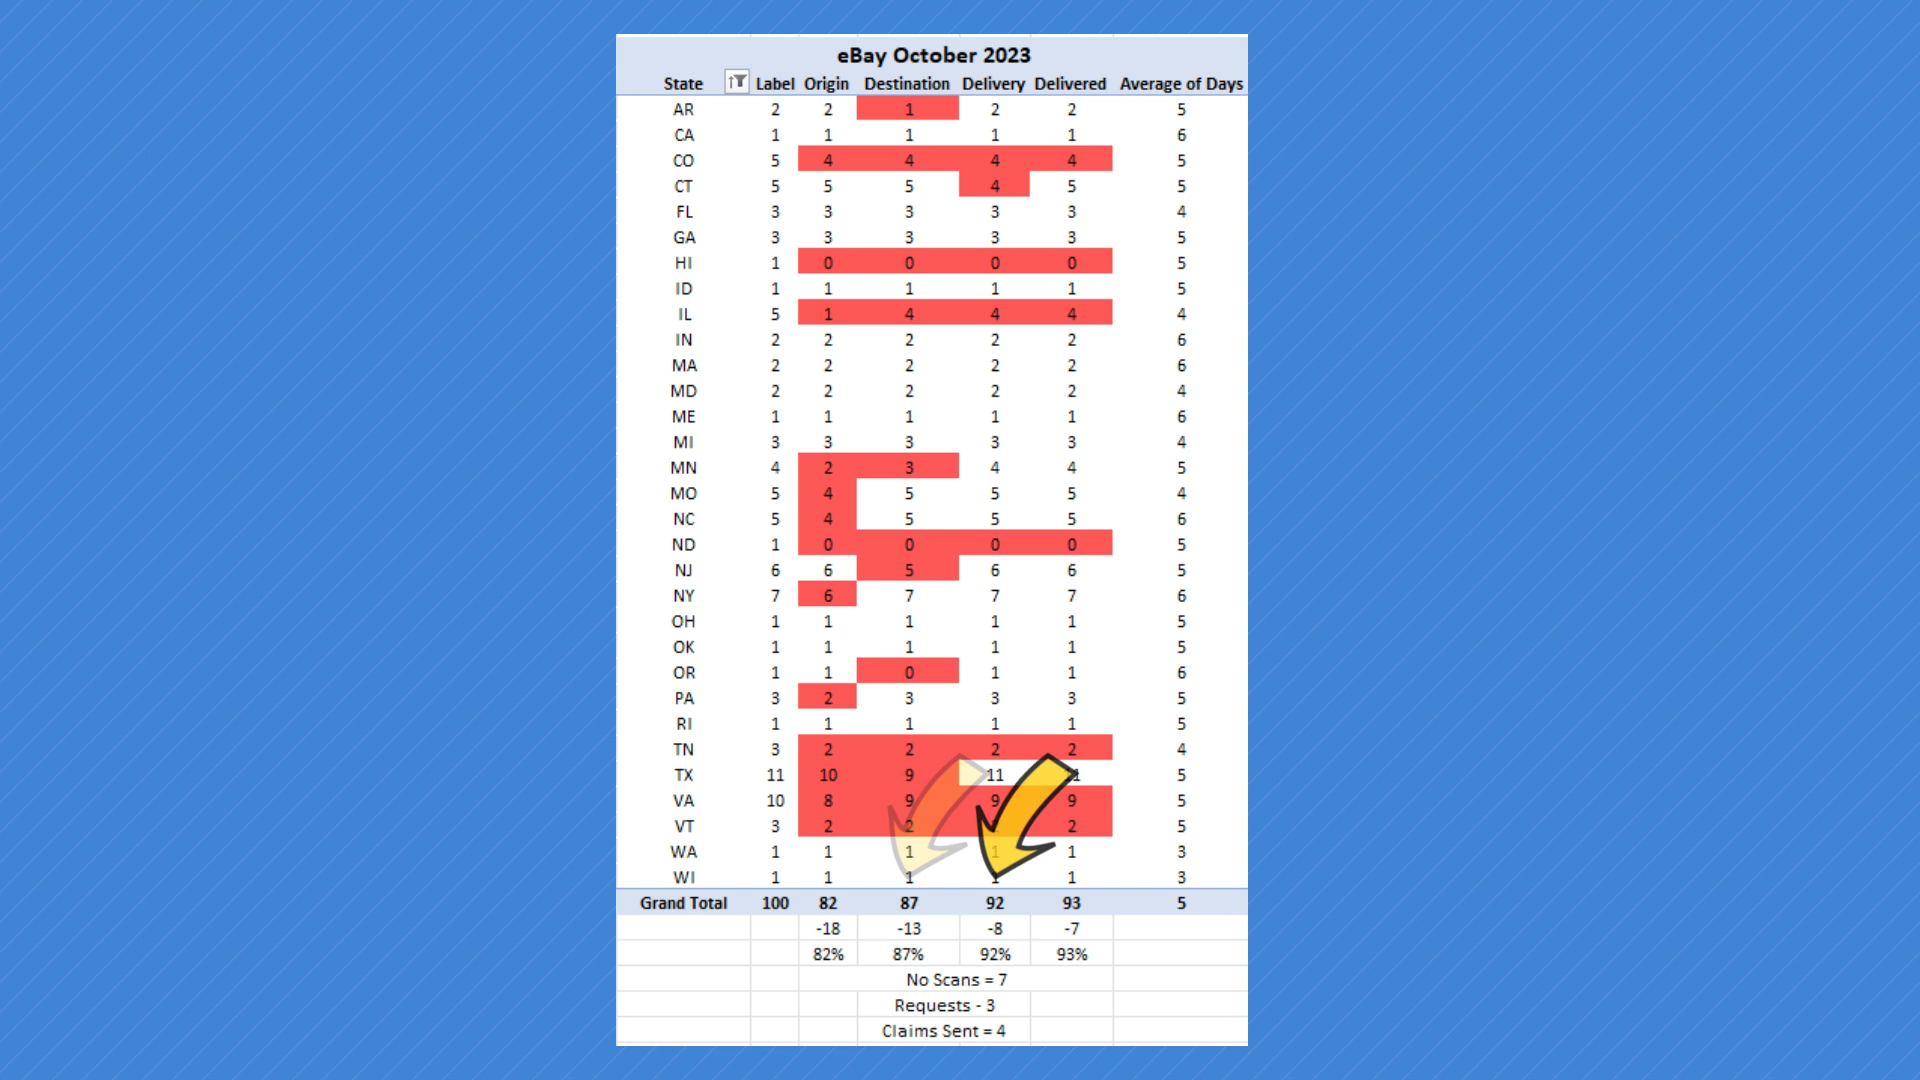 eBay October 2023
State Label Origin Destination Delivery Delivered Average of Days
AR 2 2 1 2 2 5
CA 1 1 1 1 1 6
CO 5 4 4 4 4 5
CT 5 5 5 4 5 5
FL 3 3 3 3 3 4
GA 3 3 3 3 3 5
HI 1 0 0 0 0 5
ID 1 1 1 1 1 5
IL 5 1 4 4 4 4
IN 2 2 2 2 2 6
MA 2 2 2 2 2 6
MD 2 2 2 2 2 4
ME 1 1 1 1 1 6
MI 3 3 3 3 3 4
MN 4 2 3 4 4 5
MO 5 4 5 5 5 4
NC 5 4 5 5 5 6
ND 1 0 0 0 0 5
NJ 6 6 5 6 6 5
NY 7 6 7 7 7 6
OH 1 1 1 1 1 5
OK 1 1 1 1 1 5
OR 1 1 0 1 1 6
PA 3 2 3 3 3 5
RI 1 1 1 1 1 5
TN 3 2 2 2 2 4
TX 11 10 9 11 5
VA 10 8 9 9 9 5
VT 3 2 2 2 5
WA 1 1 1 1 1 3
WI 1 1 1 1 1 3
Grand Total 100 82 87 92 93 5
-18 -13 -8 -7
82% 87% 92% 93%
No Scans = 7
Requests - 3
Claims Sent = 4